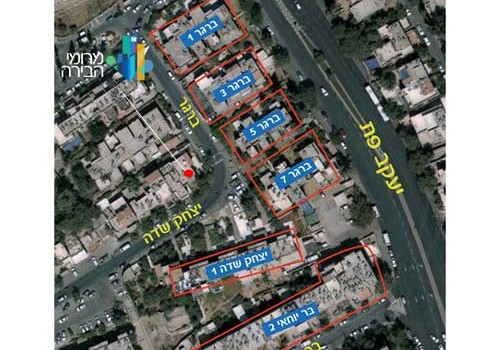 מרומי
הבירה
ברגר 1
ברגר 3
ברגר 5
ברגר 7
ברגר
יעקב פת
יצחק שדה
יצחק שדה 1
בר יוחאי 2
בר